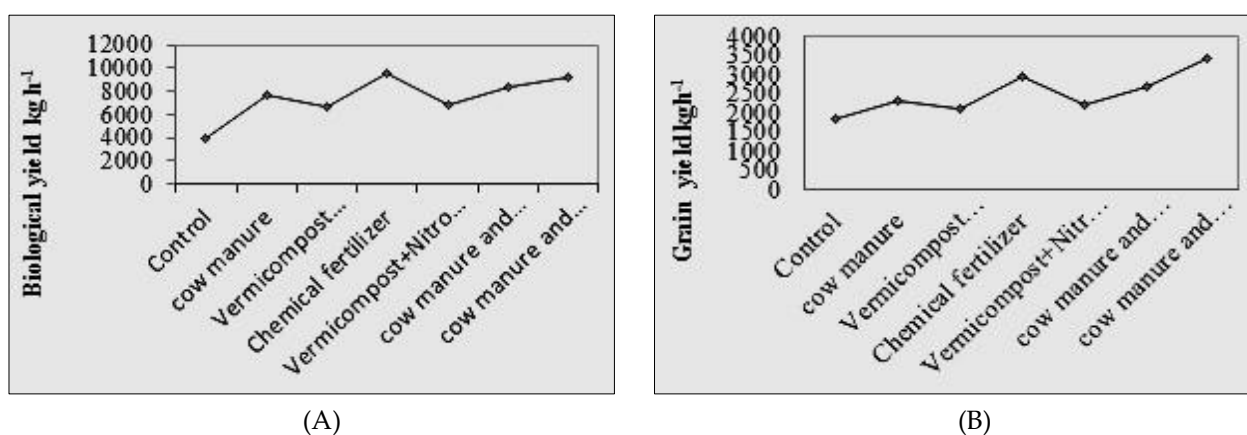 Biological yield kg h⁻¹
12000
10000
8000
6000
4000
2000
0
Control
cow manure
Vermicompost…
Chemical fertilizer
Vermicompost+Nitro…
cow manure and…
cow manure and…
(A)
Grain yield kgh⁻¹
4000
3500
3000
2500
2000
1500
1000
500
0
Control
cow manure
Vermicompost…
Chemical fertilizer
Vermicompost+Nitr…
cow manure and…
cow manure and…
(B)